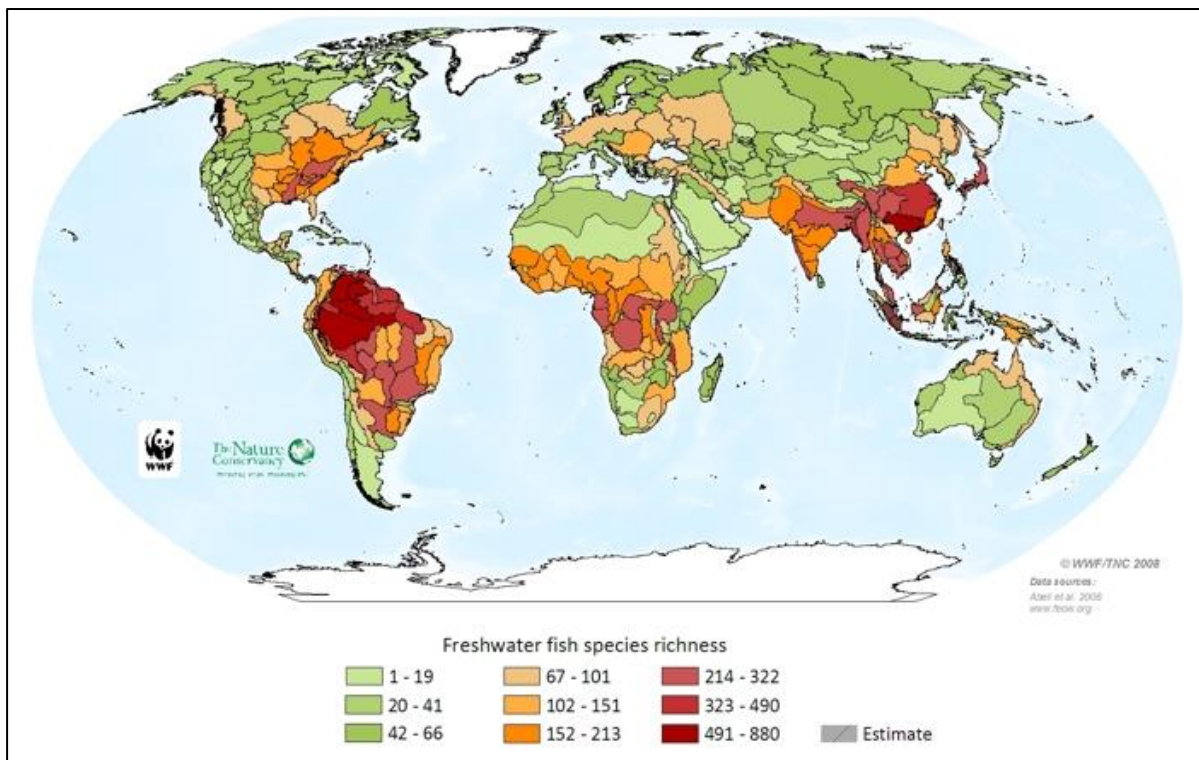 WWF
The Nature
Conservancy
© WWF/TNC 2008
Data sources:
Abell et al. 2008
www.feow.org
Freshwater fish species richness
1 - 19
67 - 101
214 - 322
20 - 41
102 - 151
323 - 490
42 - 66
152 - 213
491 - 880
Estimate